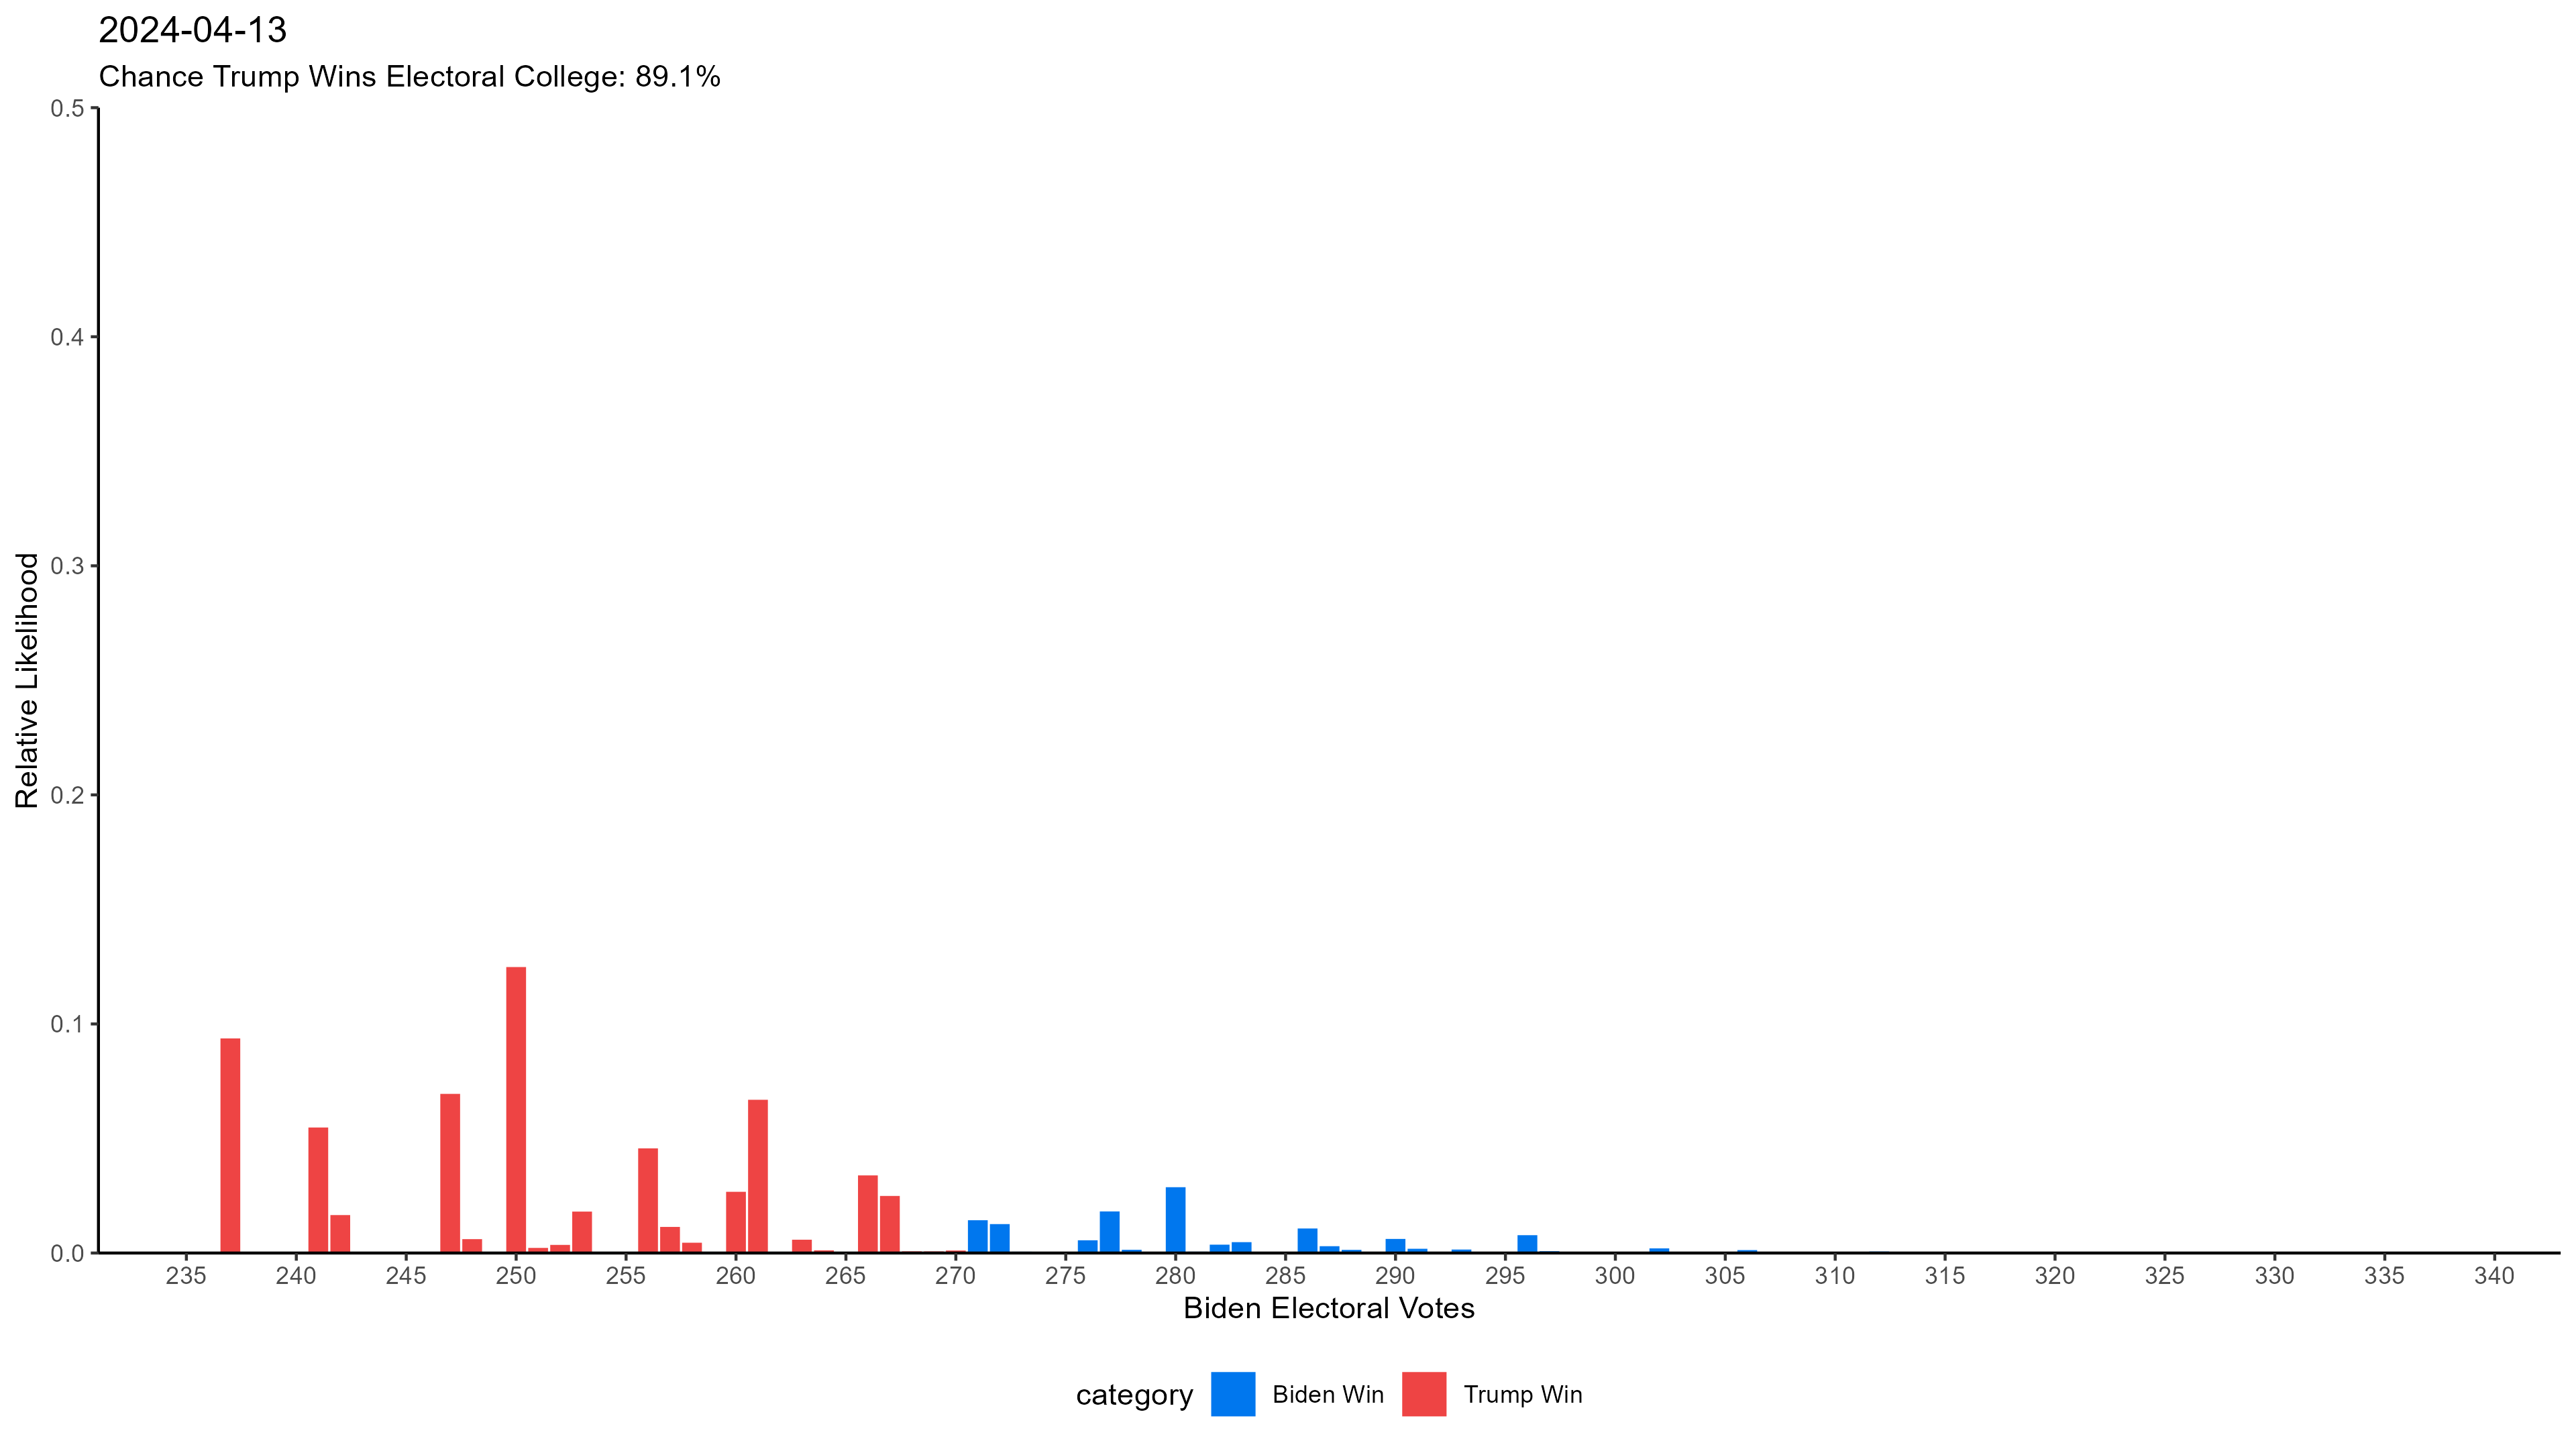 2024-04-13
Chance Trump Wins Electoral College: 89.1%
0.5
0.4
0.3
0.2
0.1
0.0
Relative Likelihood
235 240 245 250 255 260 265 270 275 280 285 290 295 300 305 310 315 320 325 330 335 340
Biden Electoral Votes
category Biden Win Trump Win